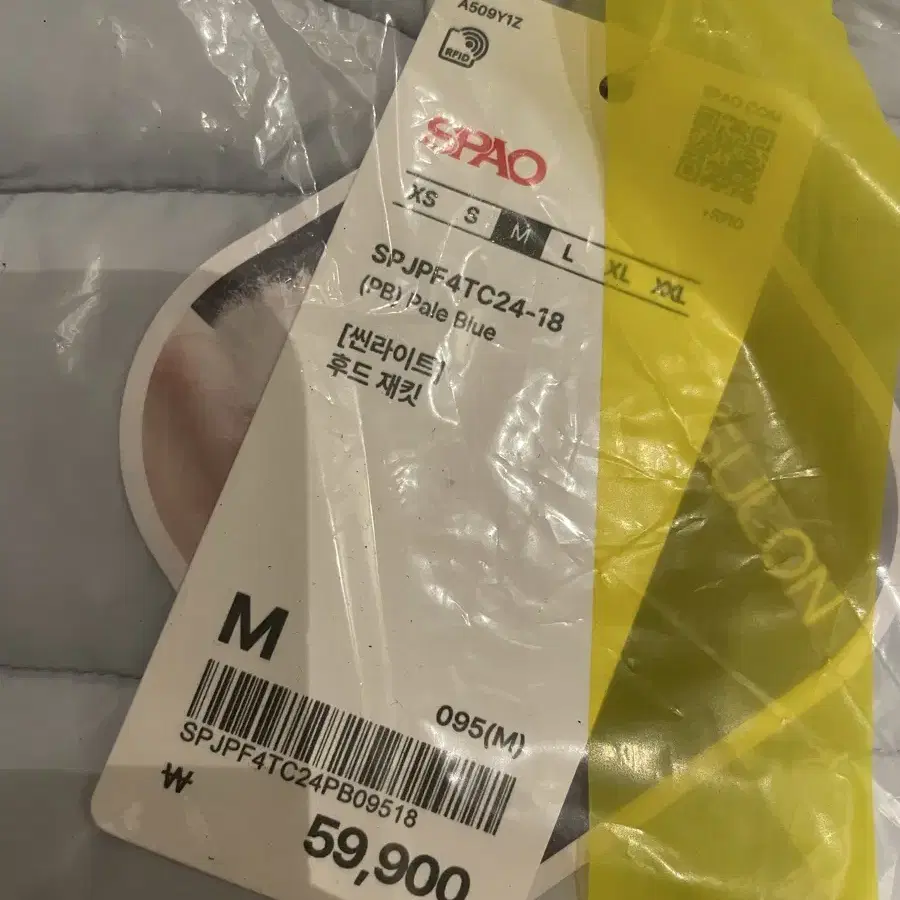 A509Y1Z
RFID
SPAO
XS S M L XL XXL
SPJPF4TC24-18
(PB) Pale Blue
[씬라이트]
후드 재킷
M
095(M)
SPJPF4TC24PB09518
₩
59,900